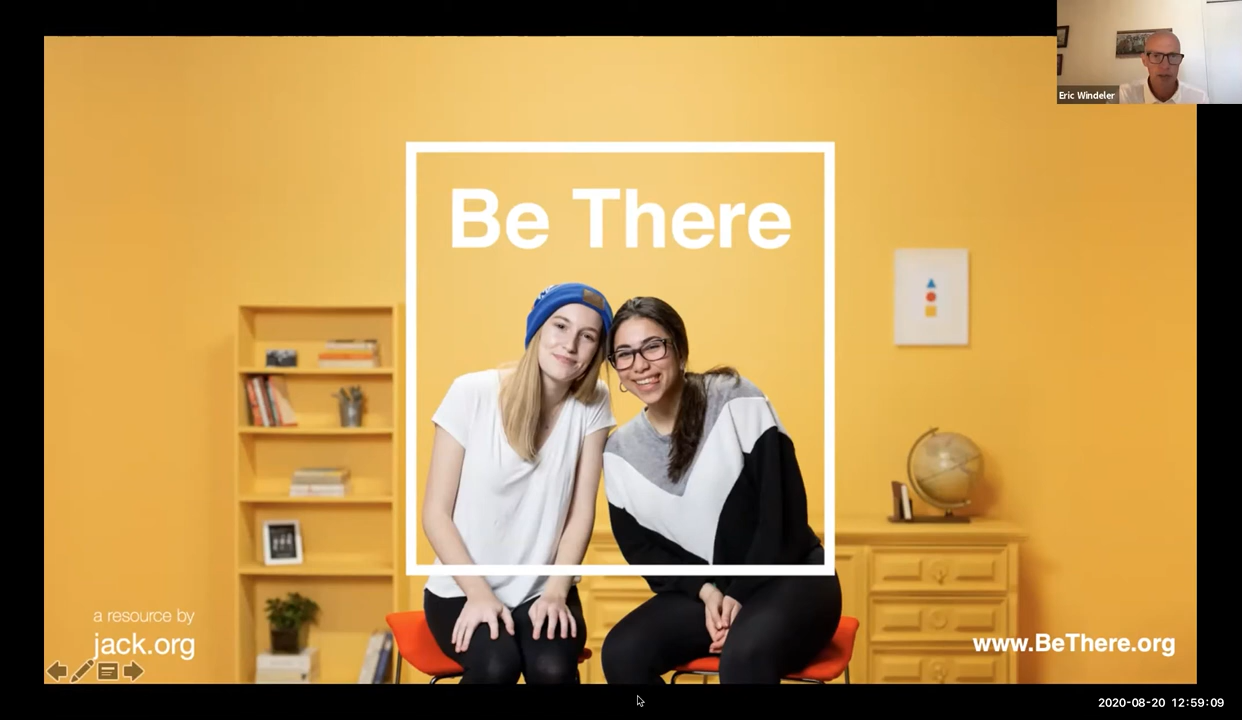 Eric Windeler
Be There
a resource by
jack.org
www.BeThere.org
2020-08-20 12:59:09